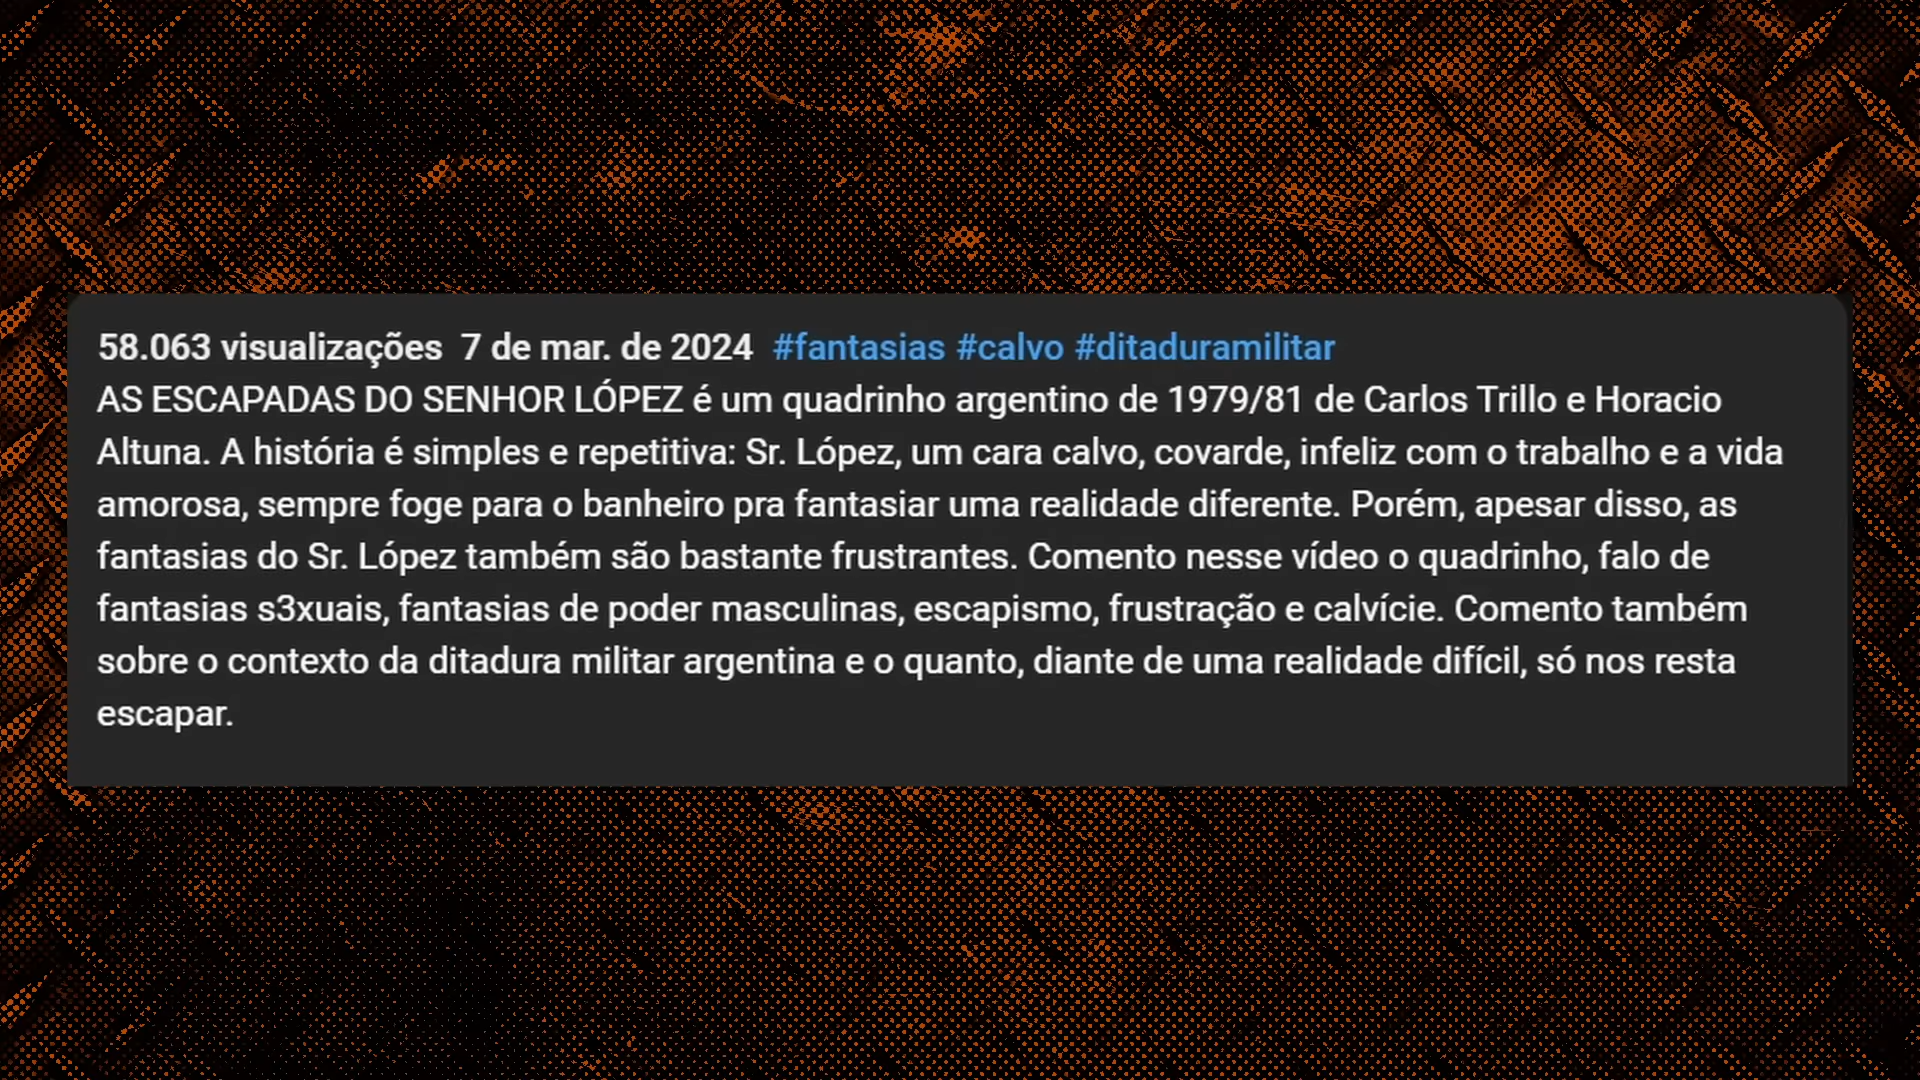 58.063 visualizações 7 de mar. de 2024 #fantasias #calvo #ditaduramilitar
AS ESCAPADAS DO SENHOR LÓPEZ é um quadrinho argentino de 1979/81 de Carlos Trillo e Horacio
Altuna. A história é simples e repetitiva: Sr. López, um cara calvo, covarde, infeliz com o trabalho e a vida
amorosa, sempre foge para o banheiro pra fantasiar uma realidade diferente. Porém, apesar disso, as
fantasias do Sr. López também são bastante frustrantes. Comento nesse vídeo o quadrinho, falo de
fantasias s3xuais, fantasias de poder masculinas, escapismo, frustração e calvície. Comento também
sobre o contexto da ditadura militar argentina e o quanto, diante de uma realidade difícil, só nos resta
escapar.